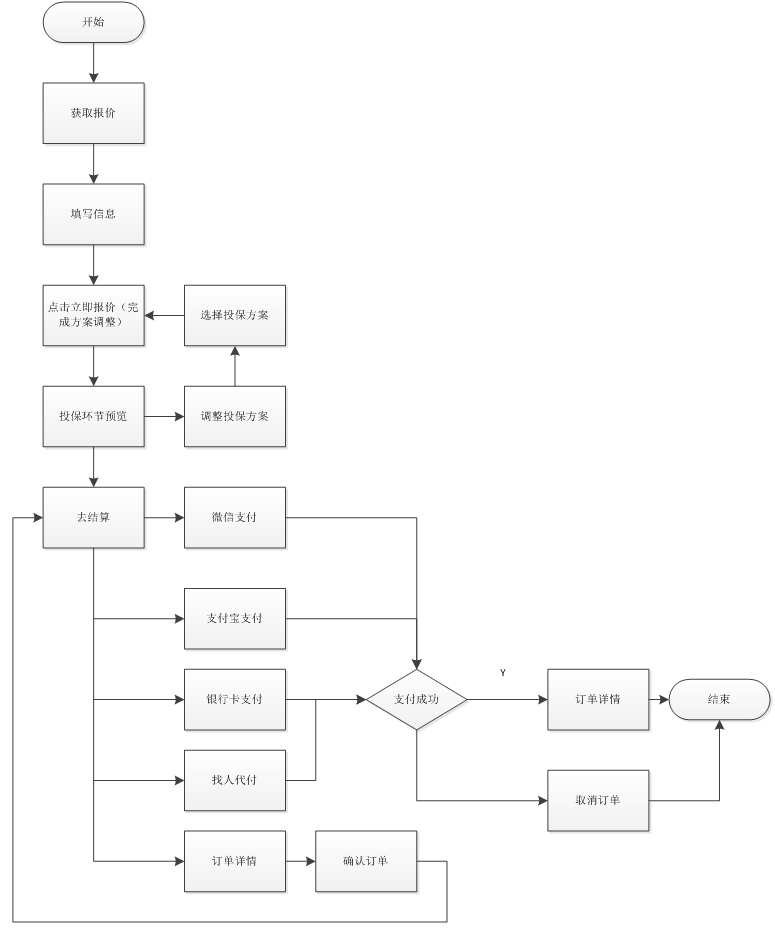 开始
获取报价
填写信息
点击立即报价（完
成方案调整）
选择投保方案
投保环节预览
调整投保方案
去结算
微信支付
支付宝支付
银行卡支付
支付成功
Y
订单详情
结束
找人代付
取消订单
订单详情
确认订单